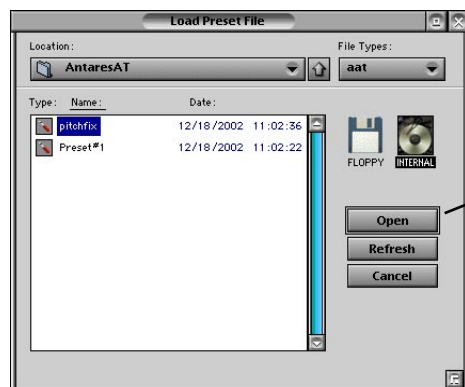 Load Preset File
Location:
File Types:
AntaresAT
aat
Type: Name: Date:
pitchfix 12/18/2002 11:02:36
Preset#1 12/18/2002 11:02:22
FLOPPY INTERNAL
Open
Refresh
Cancel